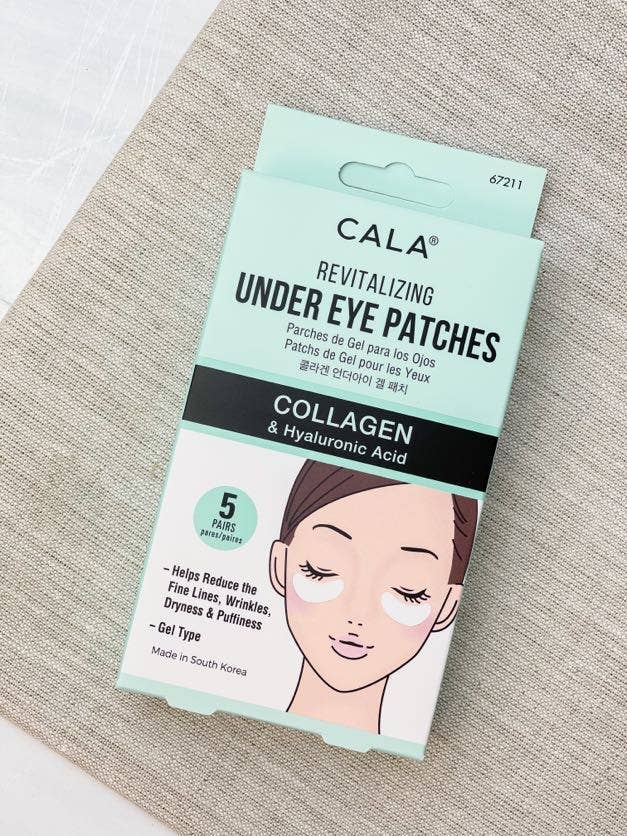 67211
CALA®
REVITALIZING
UNDER EYE PATCHES
Parches de Gel para los Ojos
Patchs de Gel pour les Yeux
콜라겐 언더아이 겔 패치
COLLAGEN
& Hyaluronic Acid
5
PAIRS
pares/paires
– Helps Reduce the
Fine Lines, Wrinkles,
Dryness & Puffiness
– Gel Type
Made in South Korea